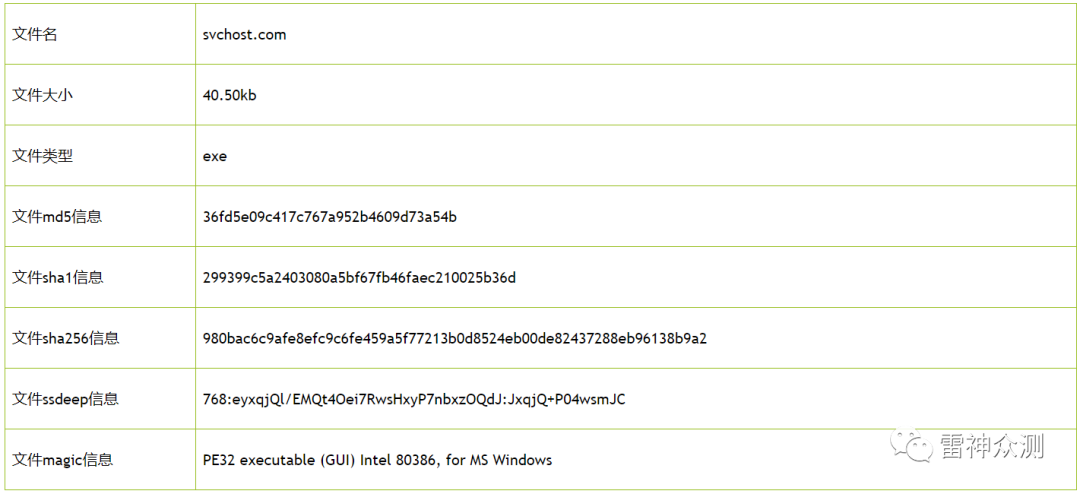 文件名 svchost.com
文件大小 40.50kb
文件类型 exe
文件md5信息 36fd5e09c417c767a952b4609d73a54b
文件sha1信息 299399c5a2403080a5bf67fb46faec210025b36d
文件sha256信息 980bac6c9afe8efc9c6fe459a5f77213b0d8524eb00de82437288eb96138b9a2
文件ssdeep信息 768:eyxqjQl/EMQt4Oei7RwsHxyP7nbxzOQdJ:JxqjQ+P04wsmJC
文件magic信息 PE32 executable (GUI) Intel 80386, for MS Windows
雷神众测